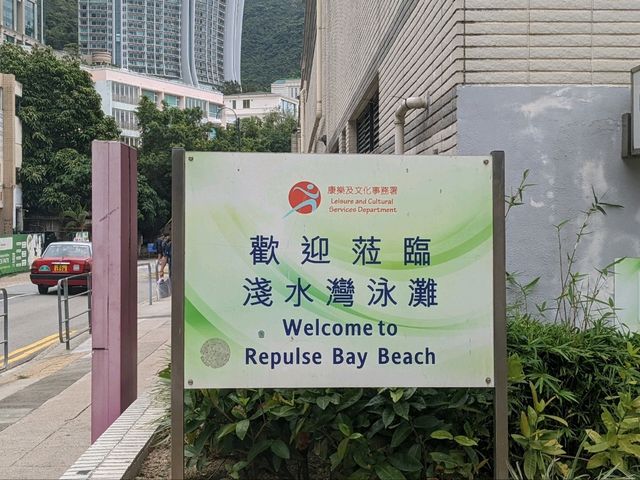 康樂及文化事務署
Leisure and Cultural
Services Department
歡迎蒞臨
淺水灣泳灘
Welcome to
Repulse Bay Beach